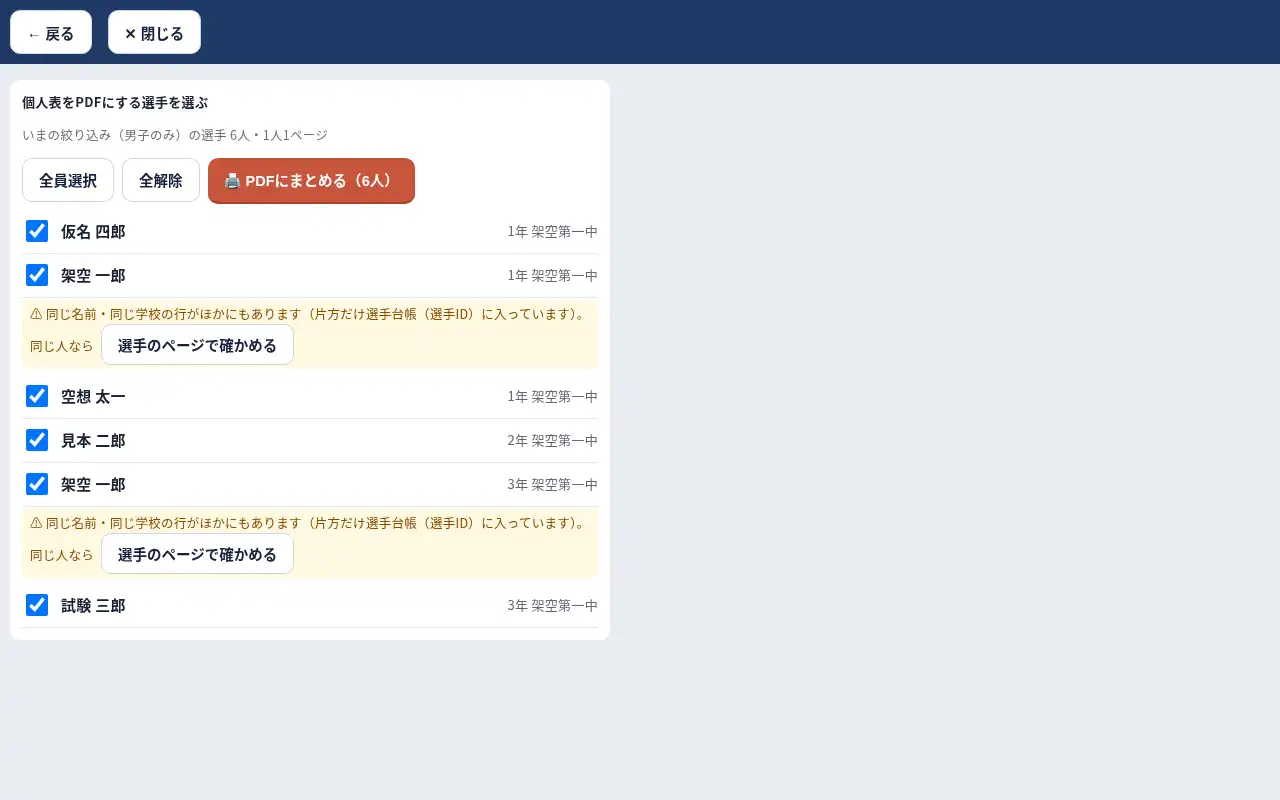 ← 戻る
✕ 閉じる
個人表をPDFにする選手を選ぶ
いまの絞り込み（男子のみ）の選手 6人・1人1ページ
全員選択
全解除
🖨️ PDFにまとめる（6人）
仮名 四郎 1年 架空第一中
架空 一郎 1年 架空第一中
⚠ 同じ名前・同じ学校の行がほかにもあります（片方だけ選手台帳（選手ID）に入っています）。
同じ人なら 選手のページで確かめる
空想 太一 1年 架空第一中
見本 二郎 2年 架空第一中
架空 一郎 3年 架空第一中
⚠ 同じ名前・同じ学校の行がほかにもあります（片方だけ選手台帳（選手ID）に入っています）。
同じ人なら 選手のページで確かめる
試験 三郎 3年 架空第一中